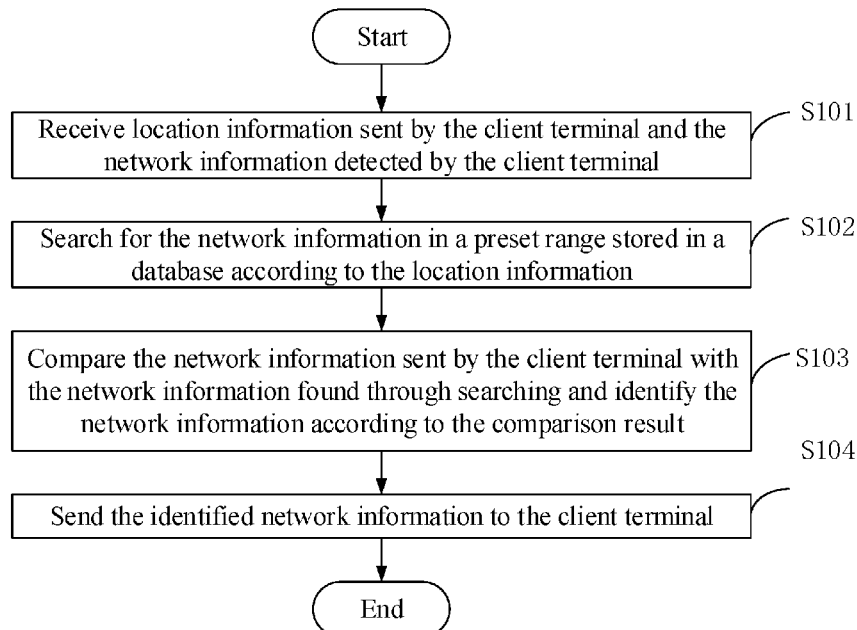 Start
S101
Receive location information sent by the client terminal and the
network information detected by the client terminal
S102
Search for the network information in a preset range stored in a
database according to the location information
S103
Compare the network information sent by the client terminal with
the network information found through searching and identify the
network information according to the comparison result
S104
Send the identified network information to the client terminal
End